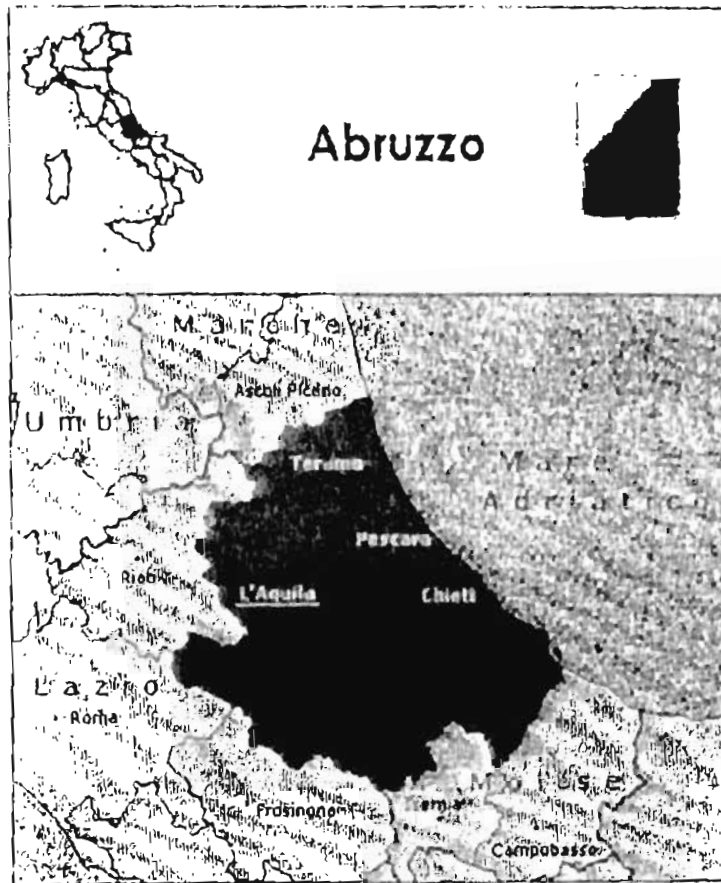 Abruzzo
Marche
Ascoli Piceno
Umbria
Teramo
Mare
Adriatico
Pescara
Rieti
L'Aquila
Chieti
Lazio
Roma
Molise
Frosinone
Campobasso